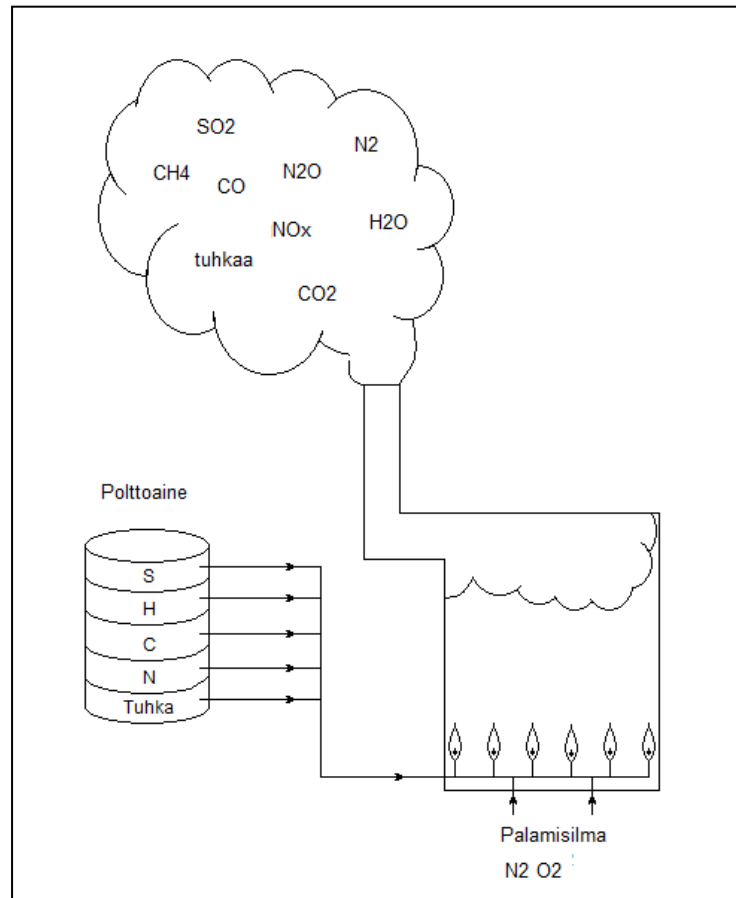 SO2
N2
CH4
CO
N2O
NOx
H2O
tuhkaa
CO2
Polttoaine
S
H
C
N
Tuhka
Palamisilma
N2 O2